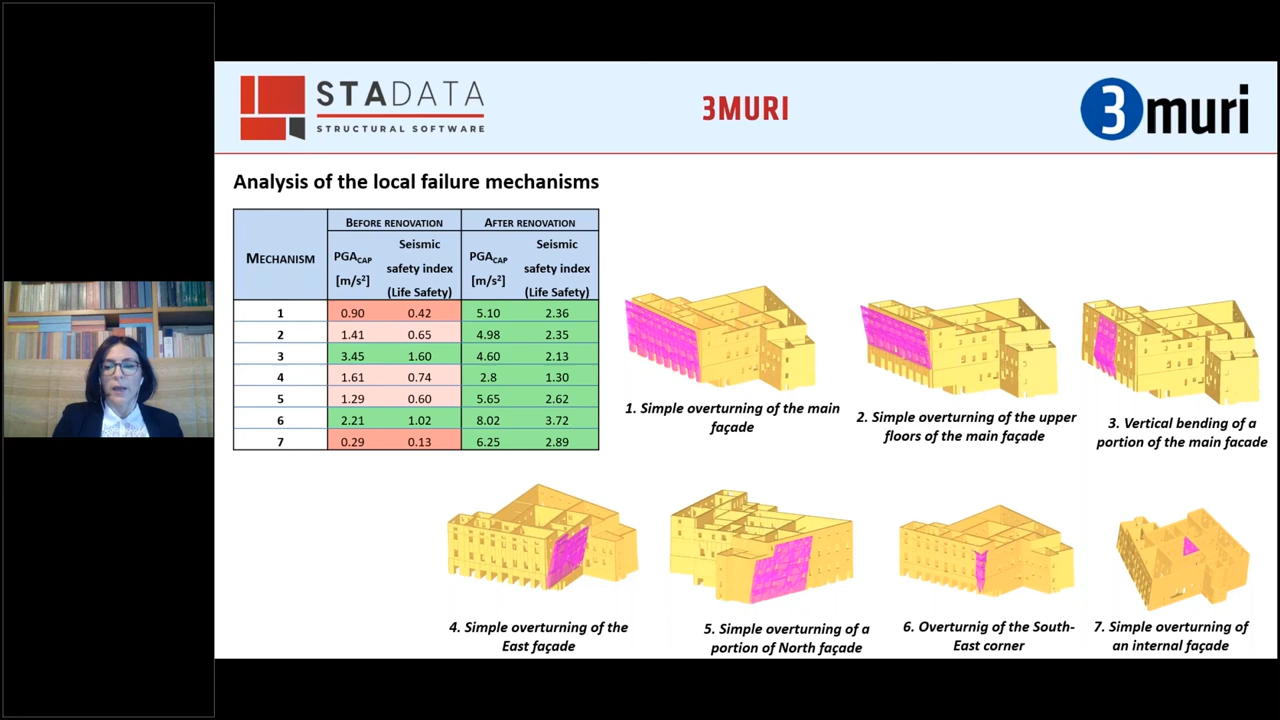 STADATA
STRUCTURAL SOFTWARE
3MURI
3muri
Analysis of the local failure mechanisms
MECHANISM
BEFORE RENOVATION
AFTER RENOVATION
PGACAP
[m/s²]
Seismic
safety index
(Life Safety)
PGACAP
[m/s²]
Seismic
safety index
(Life Safety)
1 0.90 0.42 5.10 2.36
2 1.41 0.65 4.98 2.35
3 3.45 1.60 4.60 2.13
4 1.61 0.74 2.8 1.30
5 1.29 0.60 5.65 2.62
6 2.21 1.02 8.02 3.72
7 0.29 0.13 6.25 2.89
1. Simple overturning of the main
façade
2. Simple overturning of the upper
floors of the main façade
3. Vertical bending of a
portion of the main facade
4. Simple overturning of the
East façade
5. Simple overturning of a
portion of North façade
6. Overturnig of the South-
East corner
7. Simple overturning of
an internal façade